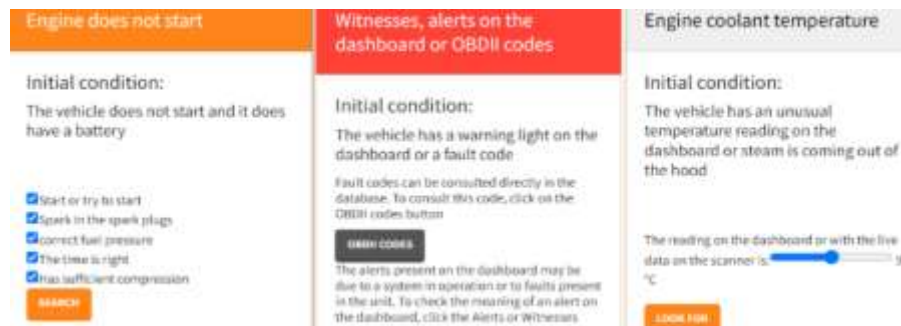 Engine does not start
Initial condition:
The vehicle does not start and it does
have a battery
Start or try to start
Spark in the spark plugs
correct fuel pressure
The time is right
has sufficient compression
SEARCH
Witnesses, alerts on the
dashboard or OBDII codes
Initial condition:
The vehicle has a warning light on the
dashboard or a fault code
Fault codes can be consulted directly in the
database. To consult this code, click on the
OBDII codes button
OBDII CODES
The alerts present on the dashboard may be
due to a system in operation or to faults present
in the unit. To check the meaning of an alert on
the dashboard, click the Alerts or Witnesses
Engine coolant temperature
Initial condition:
The vehicle has an unusual
temperature reading on the
dashboard or steam is coming out of
the hood
The reading on the dashboard or with the live
data on the scanner is:
°C
LOOK FOR